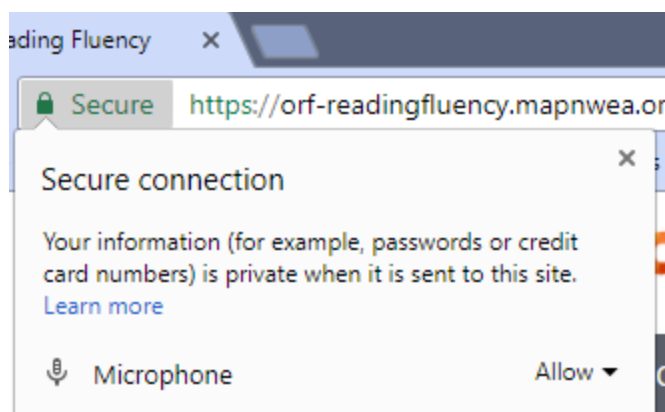 ading Fluency
Secure https://orf-readingfluency.mapnwea.or
Secure connection
Your information (for example, passwords or credit
card numbers) is private when it is sent to this site.
Learn more
Microphone Allow